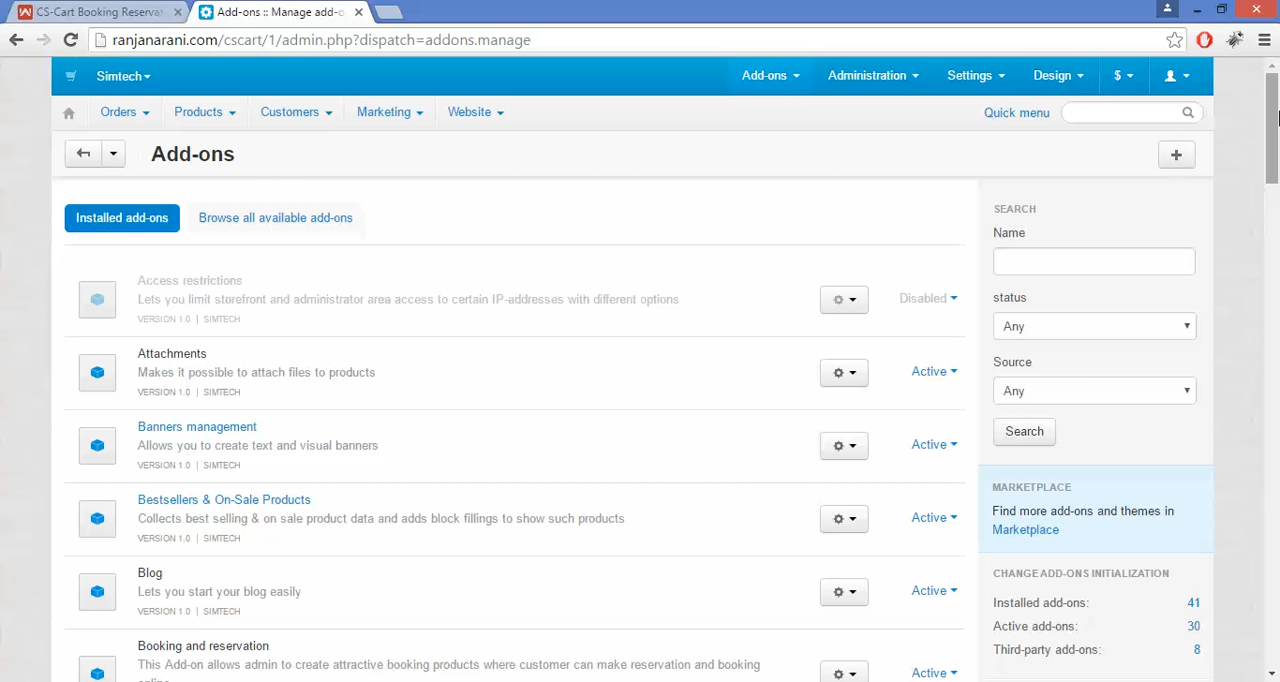 CS-Cart Booking Reserva
Add-ons :: Manage add-o
ranjanarani.com/cscart/1/admin.php?dispatch=addons.manage
Simtech
Add-ons
Administration
Settings
Design
$
Orders
Products
Customers
Marketing
Website
Quick menu
Add-ons
Installed add-ons
Browse all available add-ons
Access restrictions
Lets you limit storefront and administrator area access to certain IP-addresses with different options
VERSION 1.0 | SIMTECH
Disabled
Attachments
Makes it possible to attach files to products
VERSION 1.0 | SIMTECH
Active
Banners management
Allows you to create text and visual banners
VERSION 1.0 | SIMTECH
Active
Bestsellers & On-Sale Products
Collects best selling & on sale product data and adds block fillings to show such products
VERSION 1.0 | SIMTECH
Active
Blog
Lets you start your blog easily
VERSION 1.0 | SIMTECH
Active
Booking and reservation
This Add-on allows admin to create attractive booking products where customer can make reservation and booking
Active
SEARCH
Name
status
Any
Source
Any
Search
MARKETPLACE
Find more add-ons and themes in
Marketplace
CHANGE ADD-ONS INITIALIZATION
Installed add-ons: 41
Active add-ons: 30
Third-party add-ons: 8